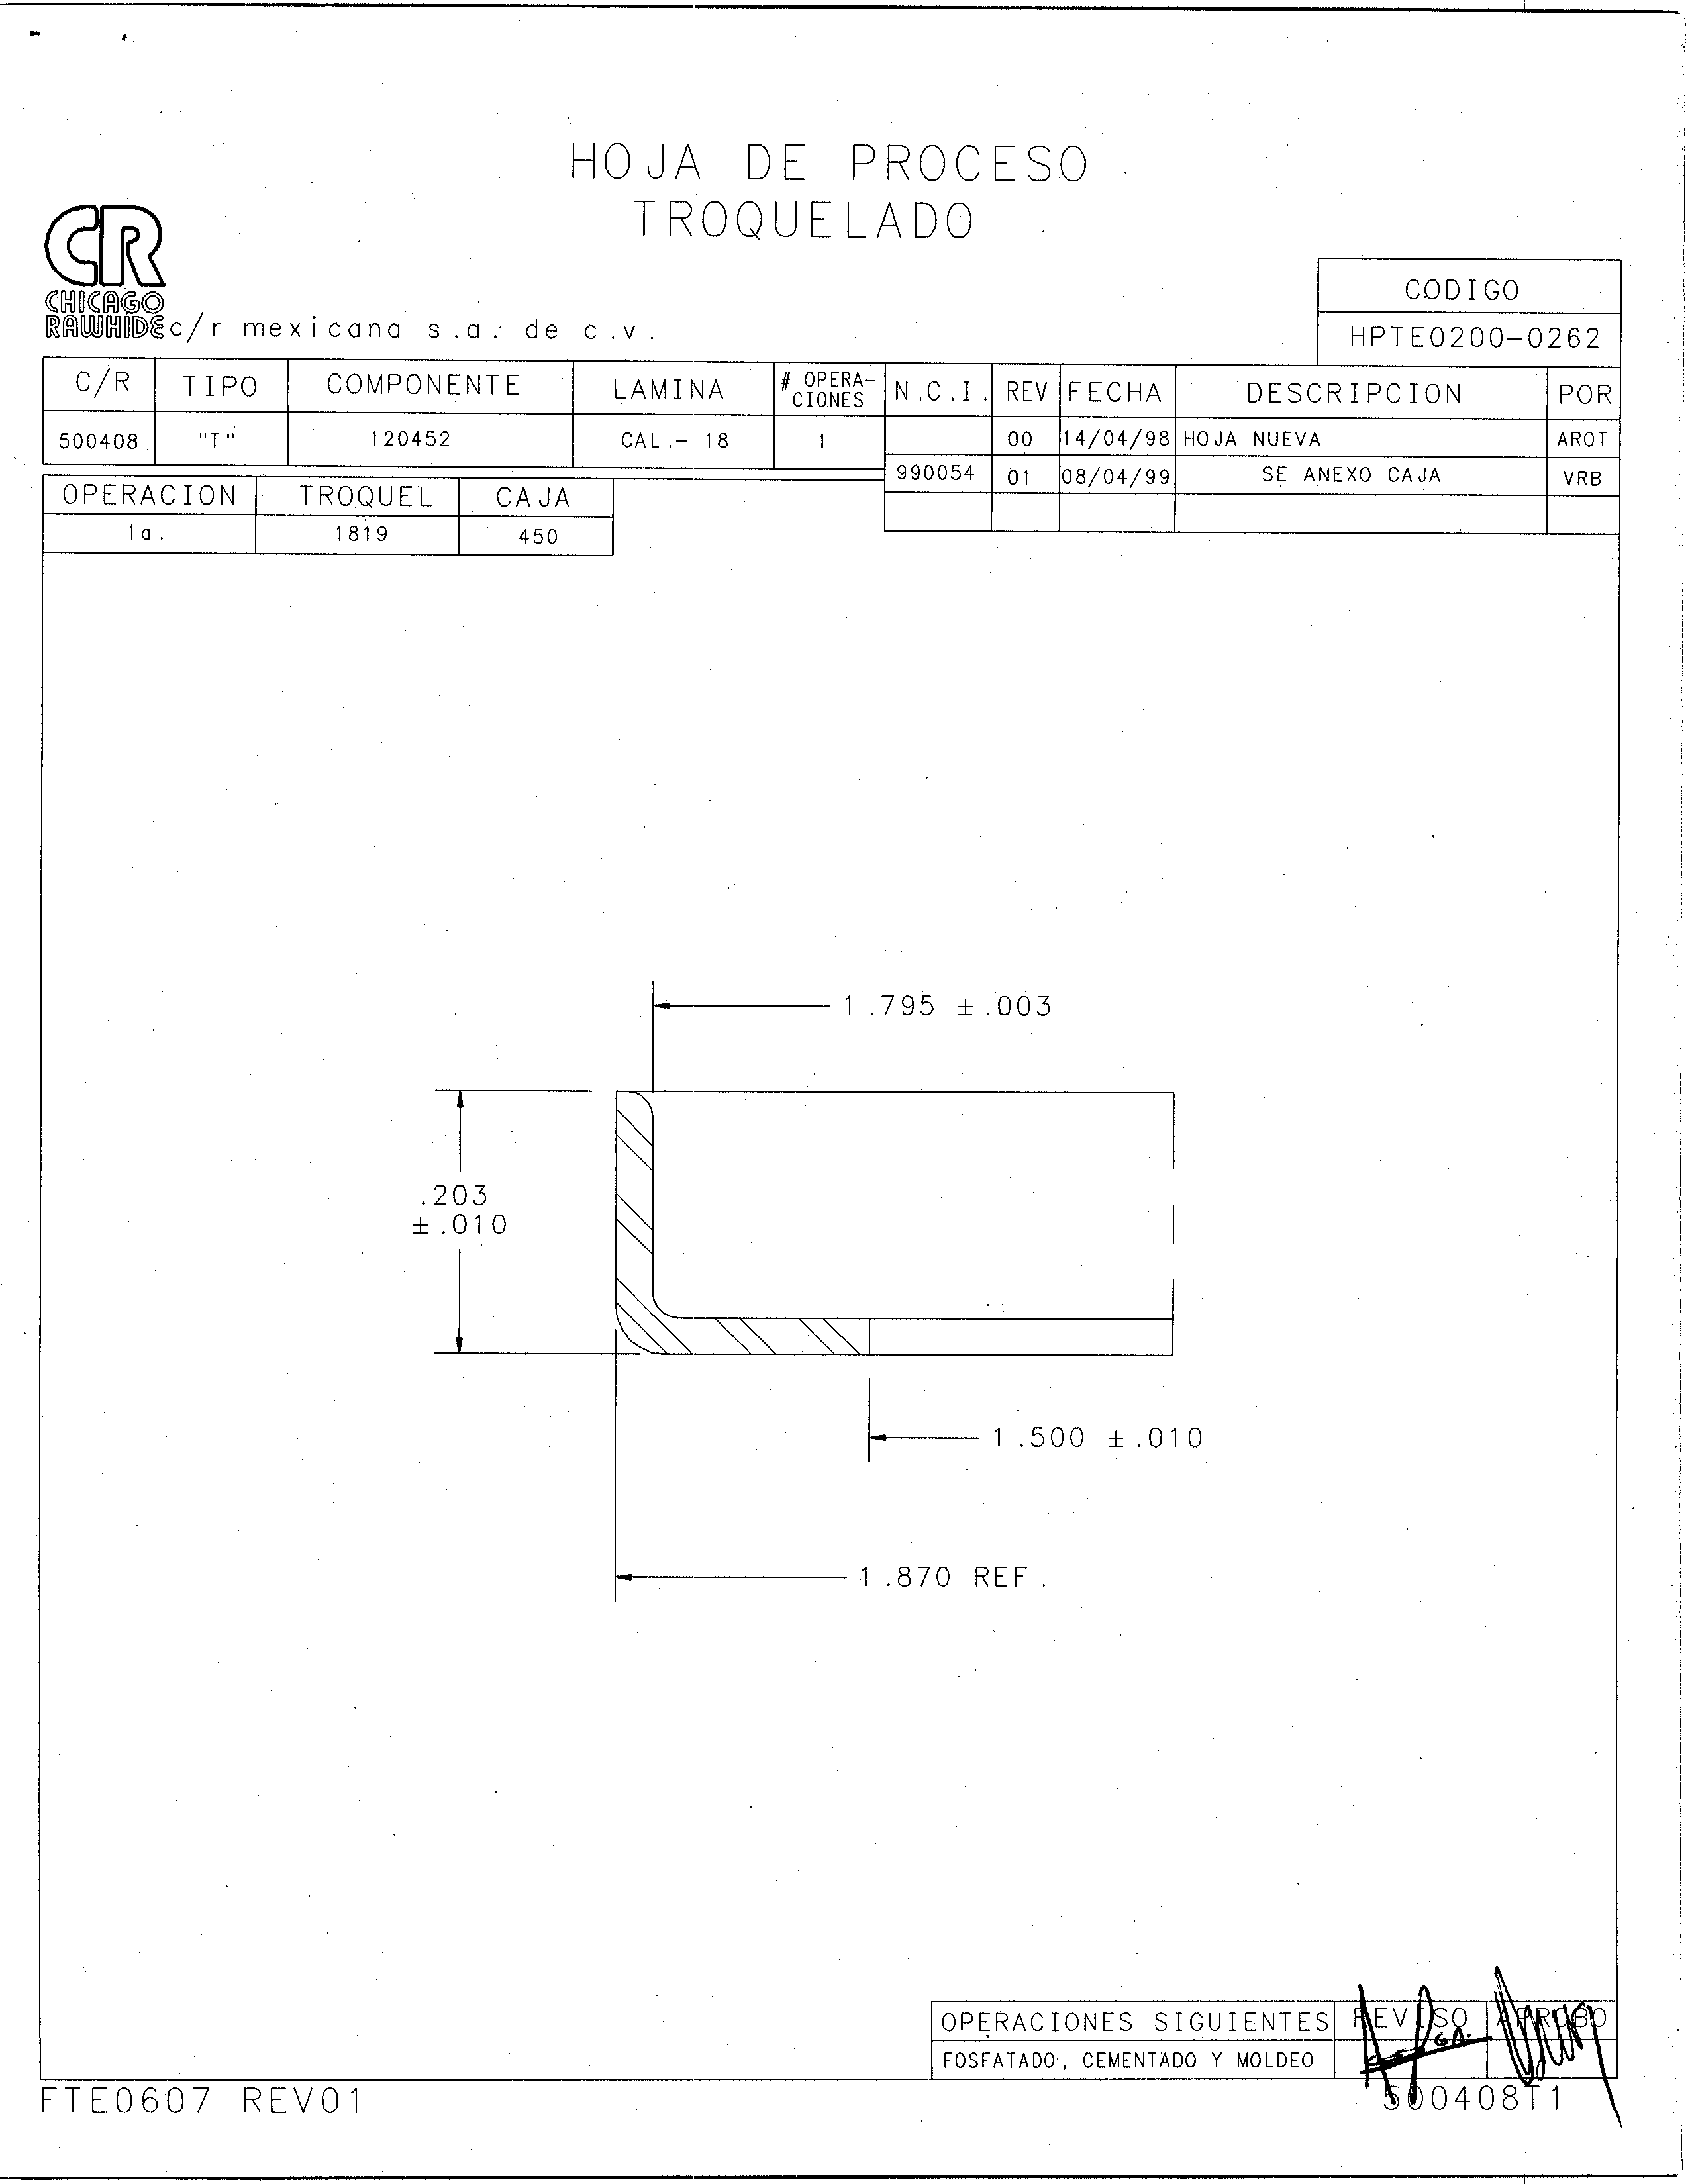 HOJA DE PROCESO
TROQUELADO
CR
CHICAGO
RAWHIDE c/r mexicana s.a. de c.v.
CODIGO
HPTE0200-0262
C/R TIPO COMPONENTE LAMINA # OPERA-CIONES N.C.I. REV FECHA DESCRIPCION POR
500408 "T" 120452 CAL.- 18 1 00 14/04/98 HOJA NUEVA AROT
990054 01 08/04/99 SE ANEXO CAJA VRB
OPERACION TROQUEL CAJA
1a. 1819 450
1.795 ±.003
.203
±.010
1.500 ±.010
1.870 REF.
OPERACIONES SIGUIENTES REVISO APROBO
FOSFATADO, CEMENTADO Y MOLDEO
FTE0607 REV01 500408T1